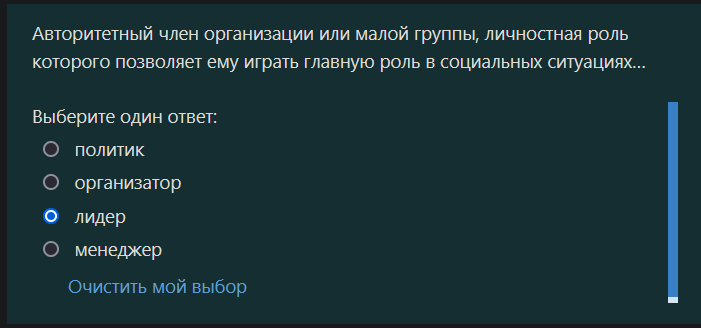 Авторитетный член организации или малой группы, личностная роль
которого позволяет ему играть главную роль в социальных ситуациях...
Выберите один ответ:
политик
организатор
лидер
менеджер
Очистить мой выбор